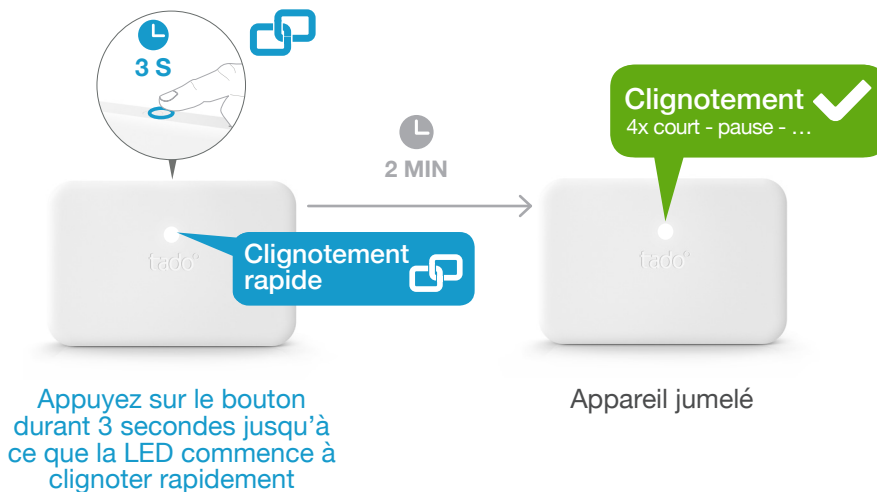 3 S
2 MIN
Clignotement
4x court - pause - …
tado°
Clignotement
rapide
tado°
Appuyez sur le bouton
durant 3 secondes jusqu’à
ce que la LED commence à
clignoter rapidement
Appareil jumelé